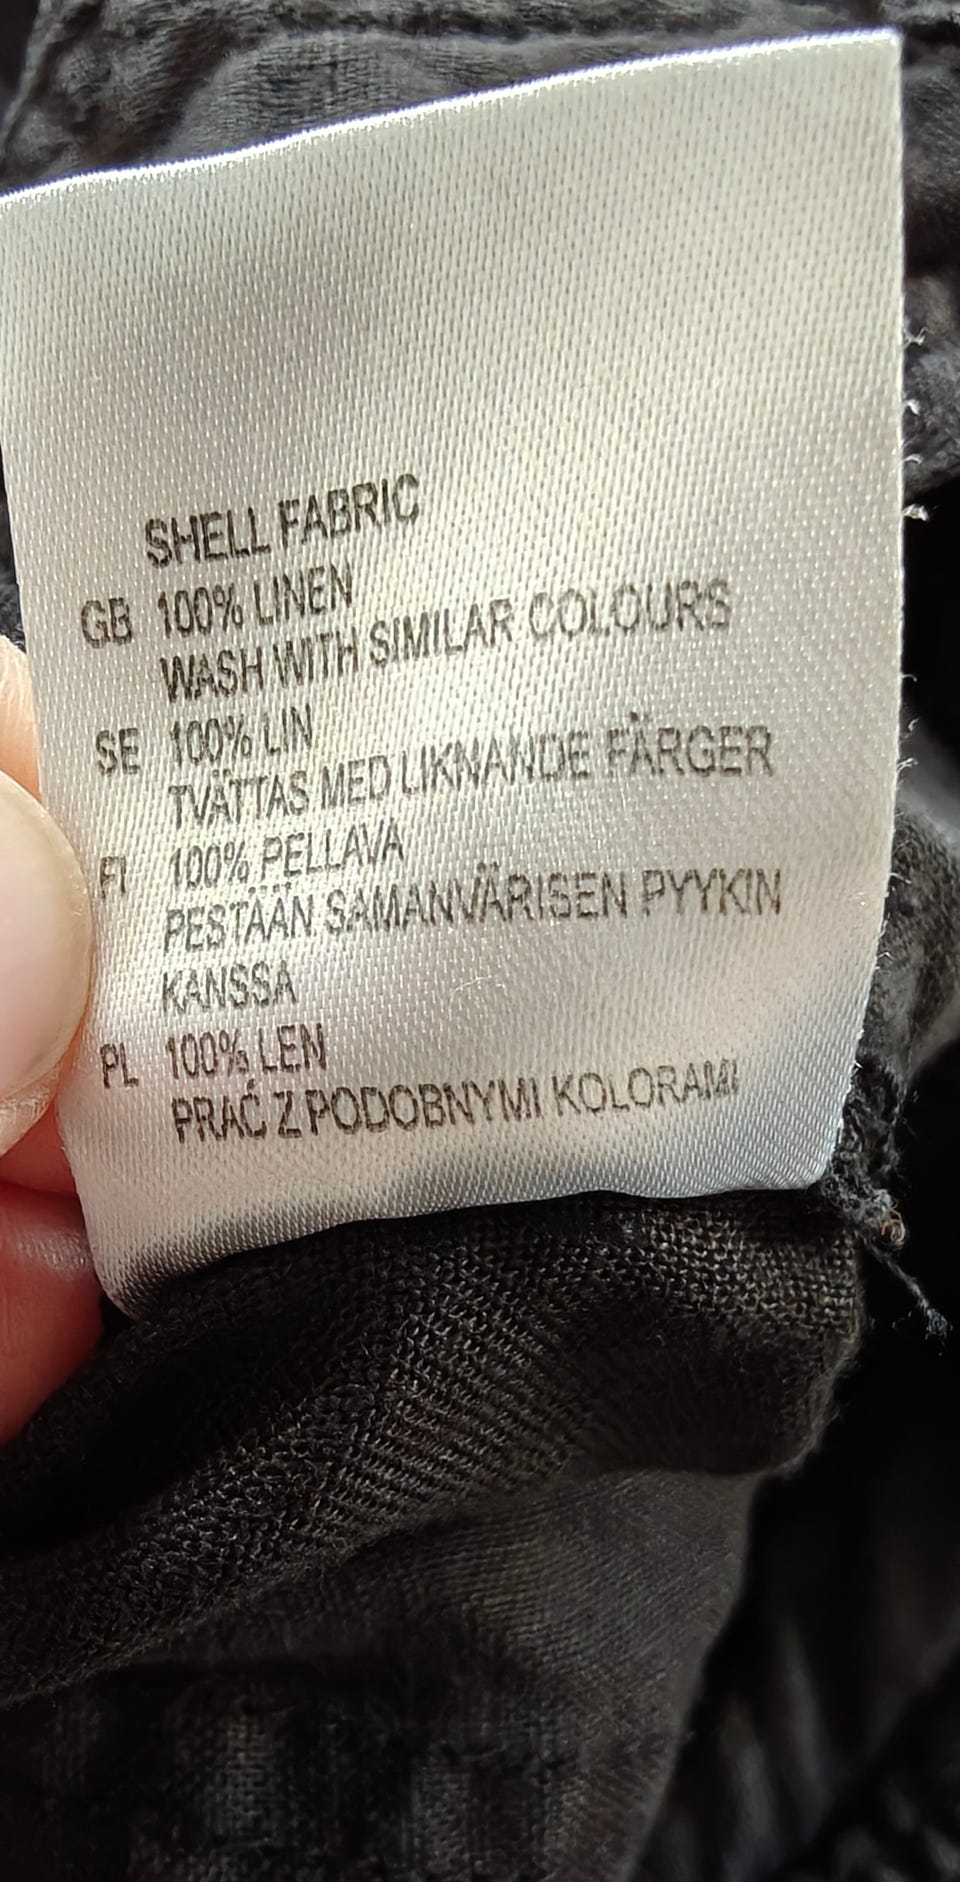 SHELL FABRIC
GB 100% LINEN
WASH WITH SIMILAR COLOURS
SE 100% LIN
TVÄTTAS MED LIKNANDE FÄRGER
FI 100% PELLAVA
PESTÄÄN SAMANVÄRISEN PYYKIN
KANSSA
PL 100% LEN
PRAĆ Z PODOBNYMI KOLORAMI